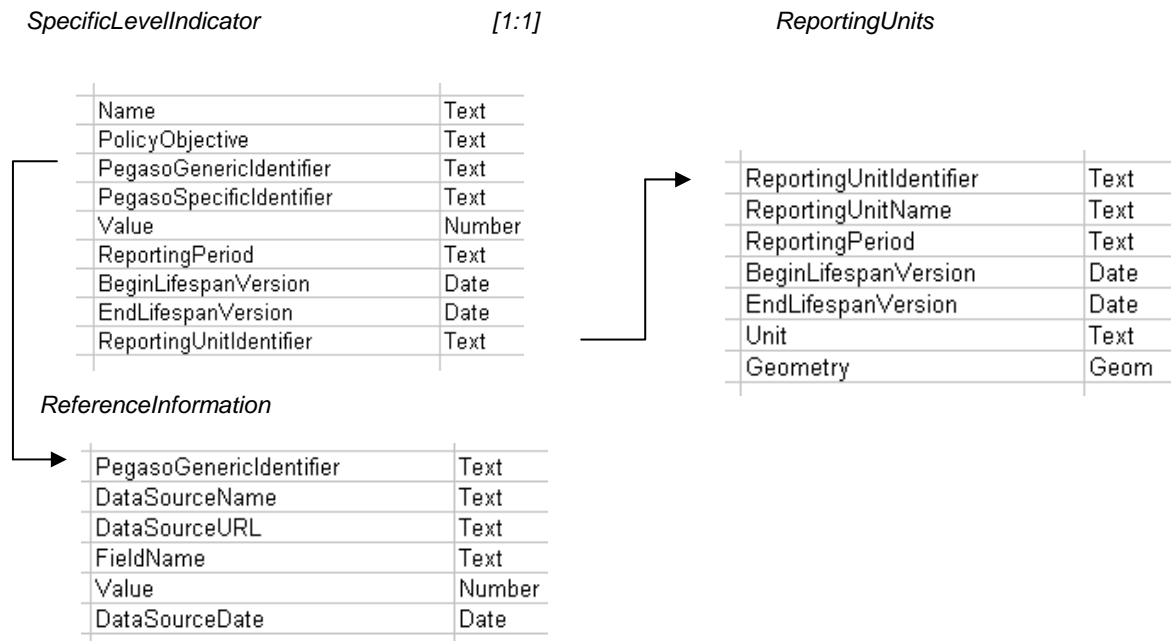 SpecificLevelIndicator [1:1] ReportingUnits
Name Text
PolicyObjective Text
PegasoGenericIdentifier Text
PegasoSpecificIdentifier Text
Value Number
ReportingPeriod Text
BeginLifespanVersion Date
EndLifespanVersion Date
ReportingUnitIdentifier Text
ReportingUnitIdentifier Text
ReportingUnitName Text
ReportingPeriod Text
BeginLifespanVersion Date
EndLifespanVersion Date
Unit Text
Geometry Geom
ReferenceInformation
PegasoGenericIdentifier Text
DataSourceName Text
DataSourceURL Text
FieldName Text
Value Number
DataSourceDate Date